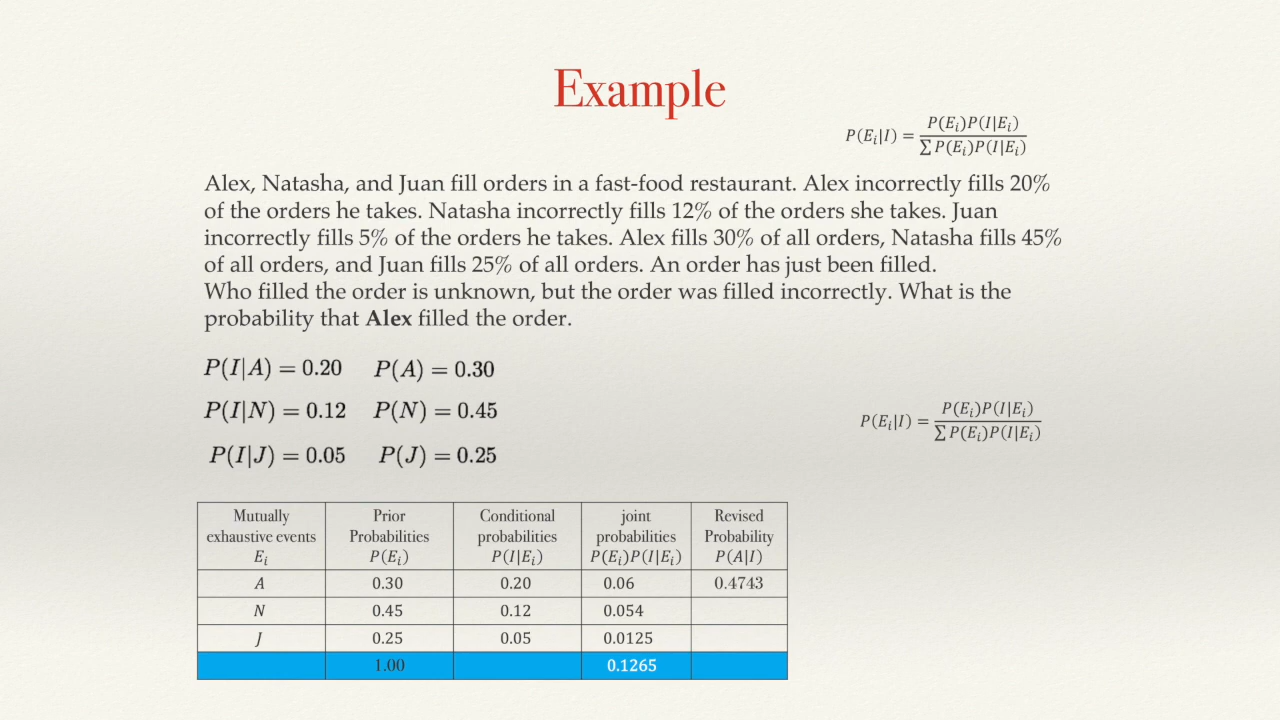 Example
P(E_i|I) = P(E_i)P(I|E_i) / ∑ P(E_i)P(I|E_i)
Alex, Natasha, and Juan fill orders in a fast-food restaurant. Alex incorrectly fills 20%
of the orders he takes. Natasha incorrectly fills 12% of the orders she takes. Juan
incorrectly fills 5% of the orders he takes. Alex fills 30% of all orders, Natasha fills 45%
of all orders, and Juan fills 25% of all orders. An order has just been filled.
Who filled the order is unknown, but the order was filled incorrectly. What is the
probability that Alex filled the order.
P(I|A) = 0.20 P(A) = 0.30
P(I|N) = 0.12 P(N) = 0.45
P(I|J) = 0.05 P(J) = 0.25
P(E_i|I) = P(E_i)P(I|E_i) / ∑ P(E_i)P(I|E_i)
Mutually Prior Conditional joint Revised
exhaustive events Probabilities probabilities probabilities Probability
E_i P(E_i) P(I|E_i) P(E_i)P(I|E_i) P(A|I)
A 0.30 0.20 0.06 0.4743
N 0.45 0.12 0.054
J 0.25 0.05 0.0125
1.00 0.1265